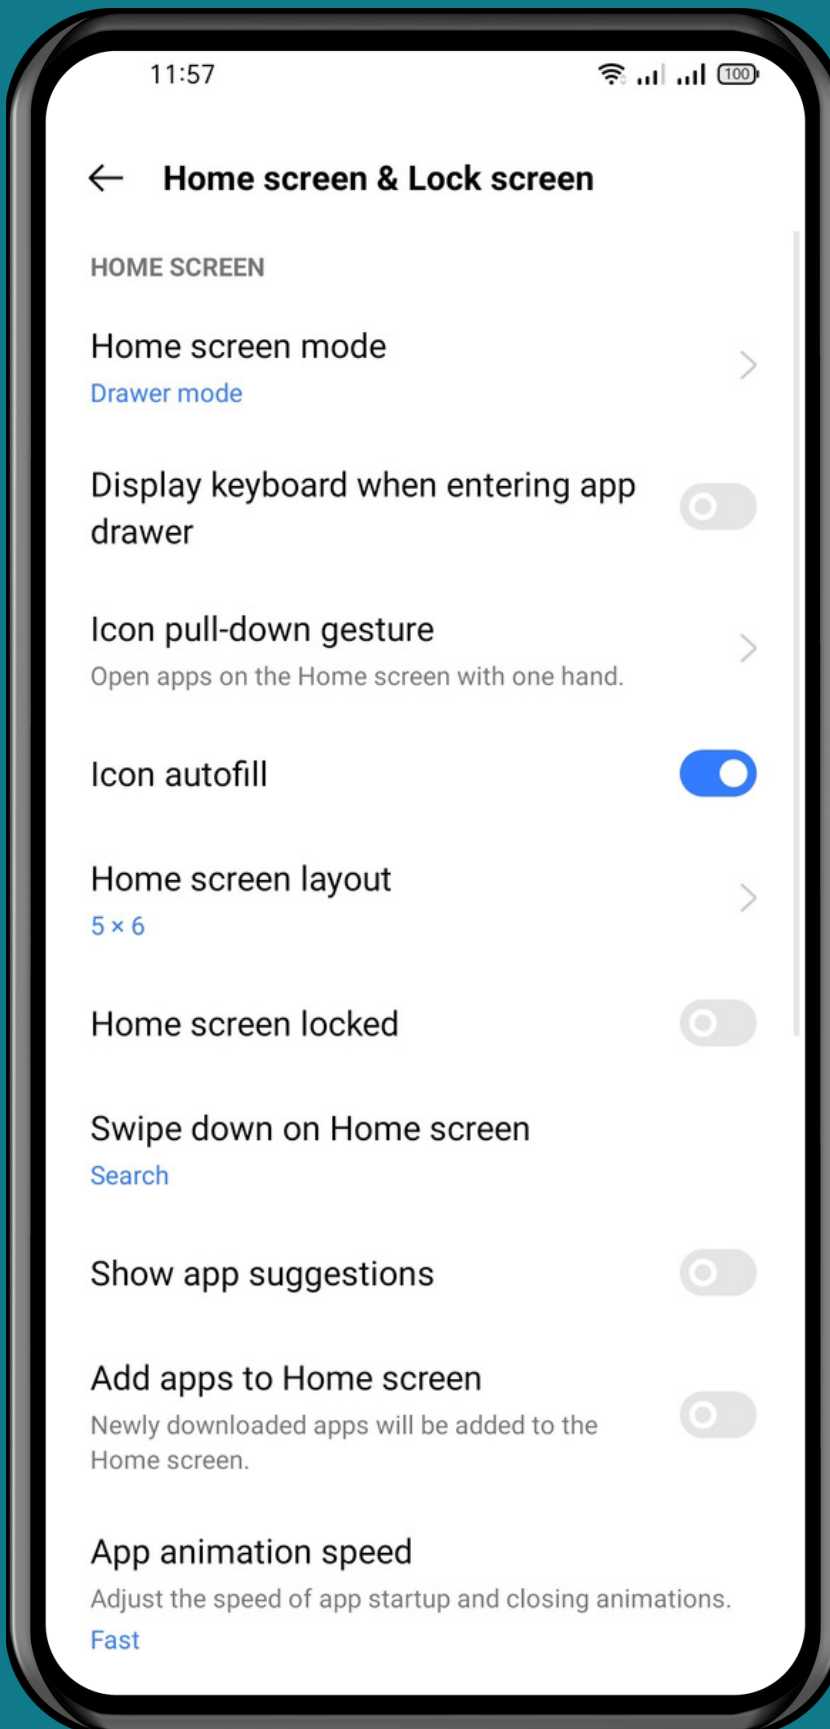 11:57
100
Home screen & Lock screen
HOME SCREEN
Home screen mode
Drawer mode
Display keyboard when entering app
drawer
Icon pull-down gesture
Open apps on the Home screen with one hand.
Icon autofill
Home screen layout
5 × 6
Home screen locked
Swipe down on Home screen
Search
Show app suggestions
Add apps to Home screen
Newly downloaded apps will be added to the
Home screen.
App animation speed
Adjust the speed of app startup and closing animations.
Fast